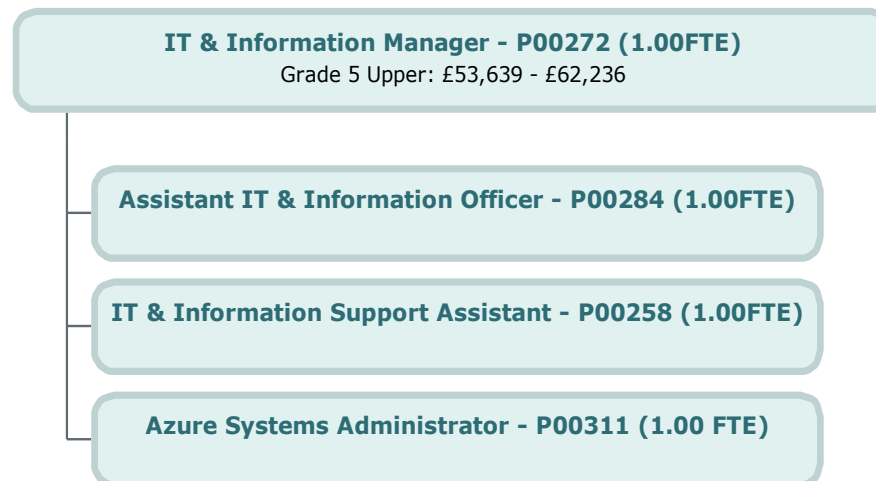 IT & Information Manager - P00272 (1.00FTE)
Grade 5 Upper: £53,639 - £62,236
Assistant IT & Information Officer - P00284 (1.00FTE)
IT & Information Support Assistant - P00258 (1.00FTE)
Azure Systems Administrator - P00311 (1.00 FTE)